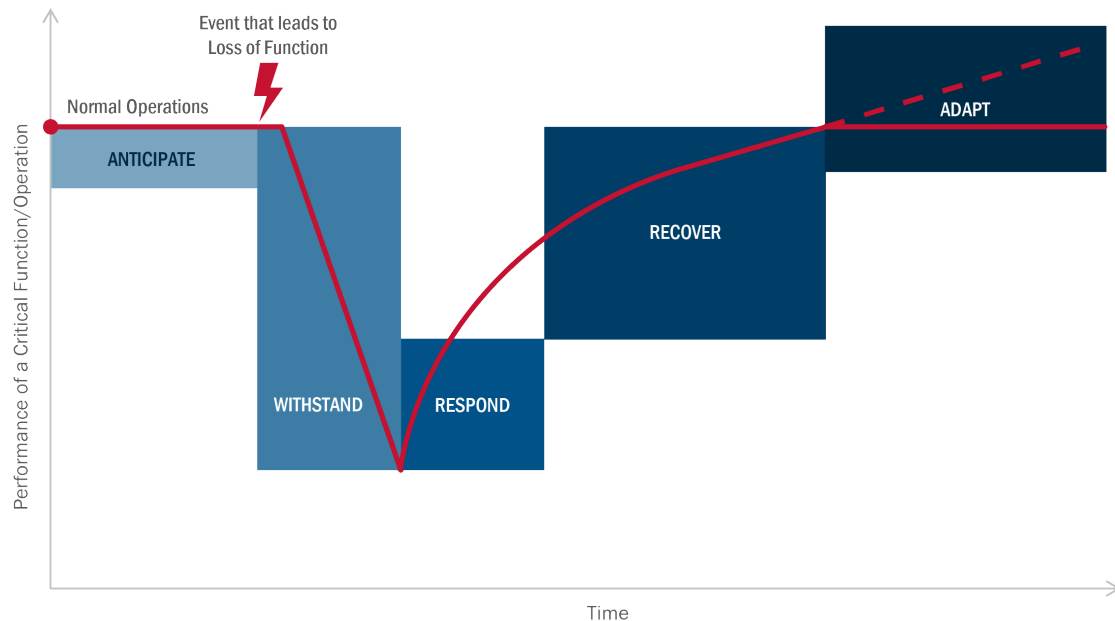 Event that leads to
Loss of Function
Normal Operations
ANTICIPATE
ADAPT
RECOVER
WITHSTAND
RESPOND
Performance of a Critical Function/Operation
Time